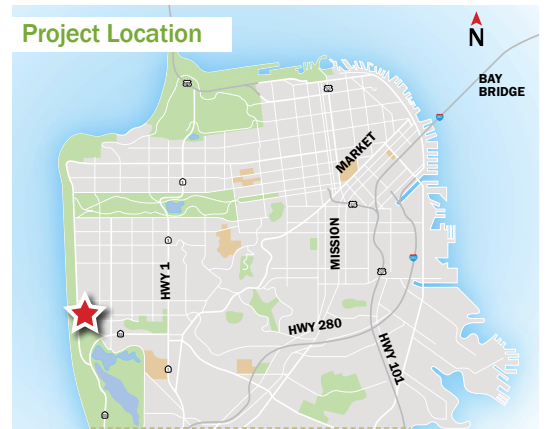 Project Location
N
BAY
BRIDGE
MARKET
MISSION
HWY 1
HWY 280
HWY 101